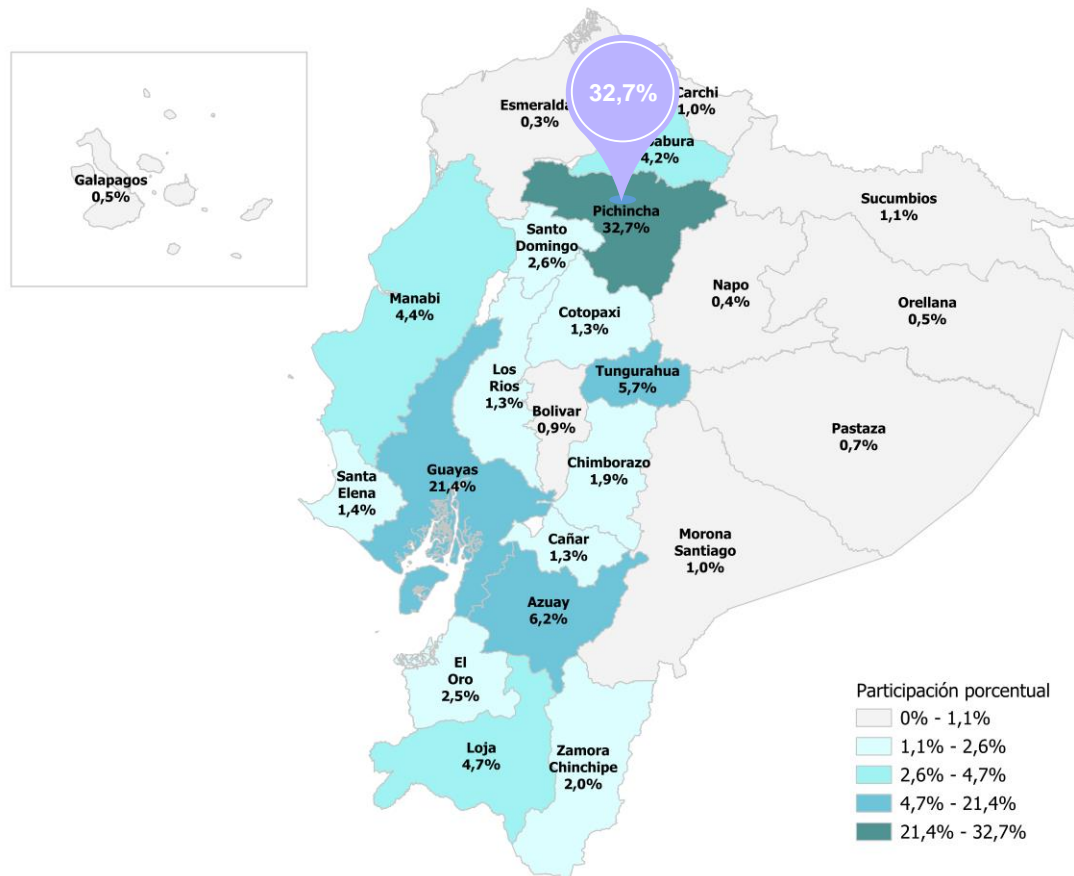 32,7%
Carchi
1,0%
Esmeralda
0,3%
abura
4,2%
Galapagos
0,5%
Sucumbios
1,1%
Pichincha
32,7%
Santo
Domingo
2,6%
Napo
0,4%
Orellana
0,5%
Manabi
4,4%
Cotopaxi
1,3%
Los
Rios
1,3%
Tungurahua
5,7%
Bolivar
0,9%
Pastaza
0,7%
Chimborazo
1,9%
Guayas
21,4%
Santa
Elena
1,4%
Cañar
1,3%
Morona
Santiago
1,0%
Azuay
6,2%
El
Oro
2,5%
Loja
4,7%
Zamora
Chinchipe
2,0%
Participación porcentual
0% - 1,1%
1,1% - 2,6%
2,6% - 4,7%
4,7% - 21,4%
21,4% - 32,7%